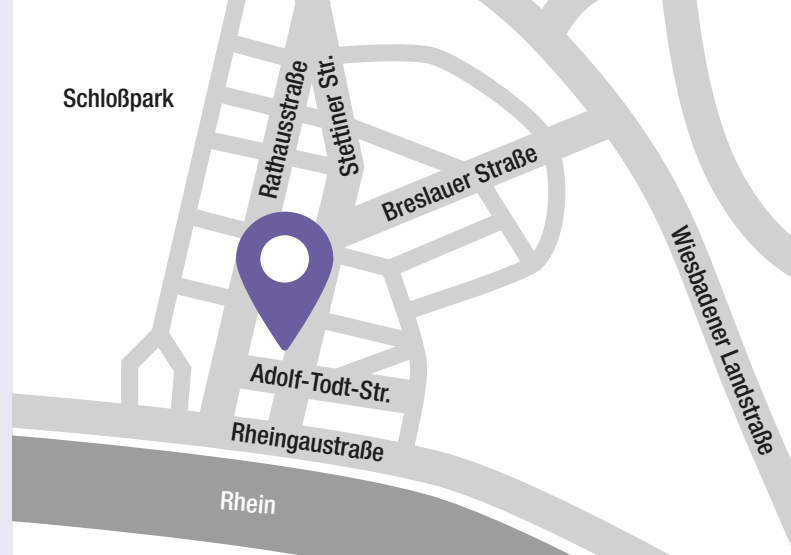 Schloßpark
Rathausstraße
Stettiner Str.
Breslauer Straße
Wiesbadener Landstraße
Adolf-Todt-Str.
Rheingaustraße
Rhein